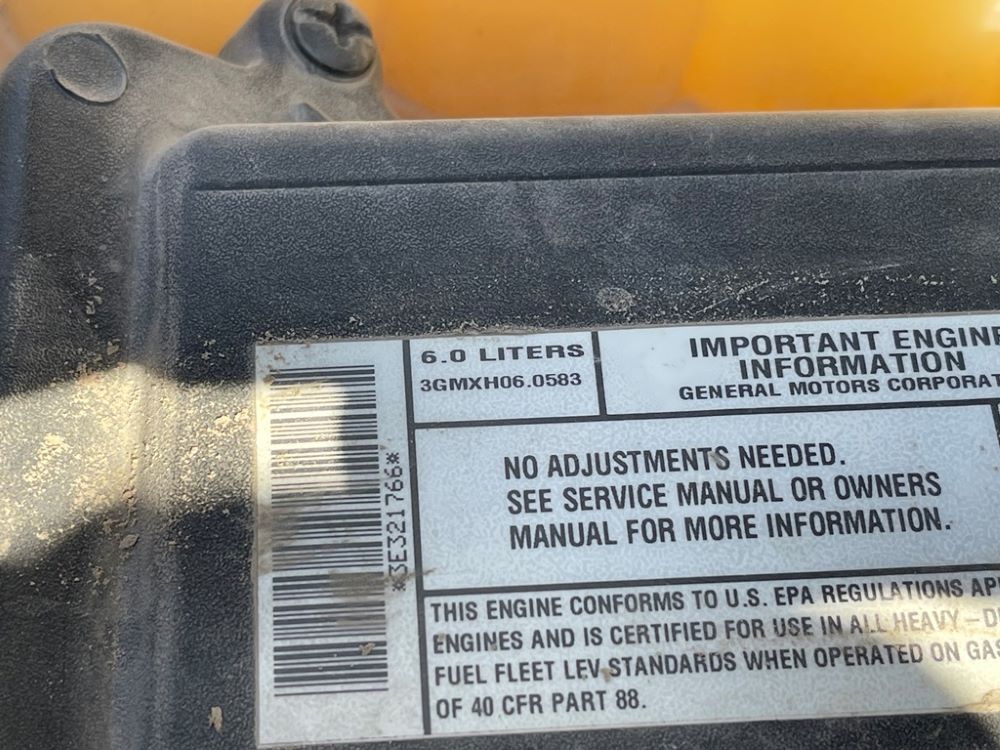 6.0 LITERS
3GMXH06.0583
IMPORTANT ENGINE
INFORMATION
GENERAL MOTORS CORPORAT
*3E321766*
NO ADJUSTMENTS NEEDED.
SEE SERVICE MANUAL OR OWNERS
MANUAL FOR MORE INFORMATION.
THIS ENGINE CONFORMS TO U.S. EPA REGULATIONS AP
ENGINES AND IS CERTIFIED FOR USE IN ALL HEAVY-D
FUEL FLEET LEV STANDARDS WHEN OPERATED ON GAS
OF 40 CFR PART 88.